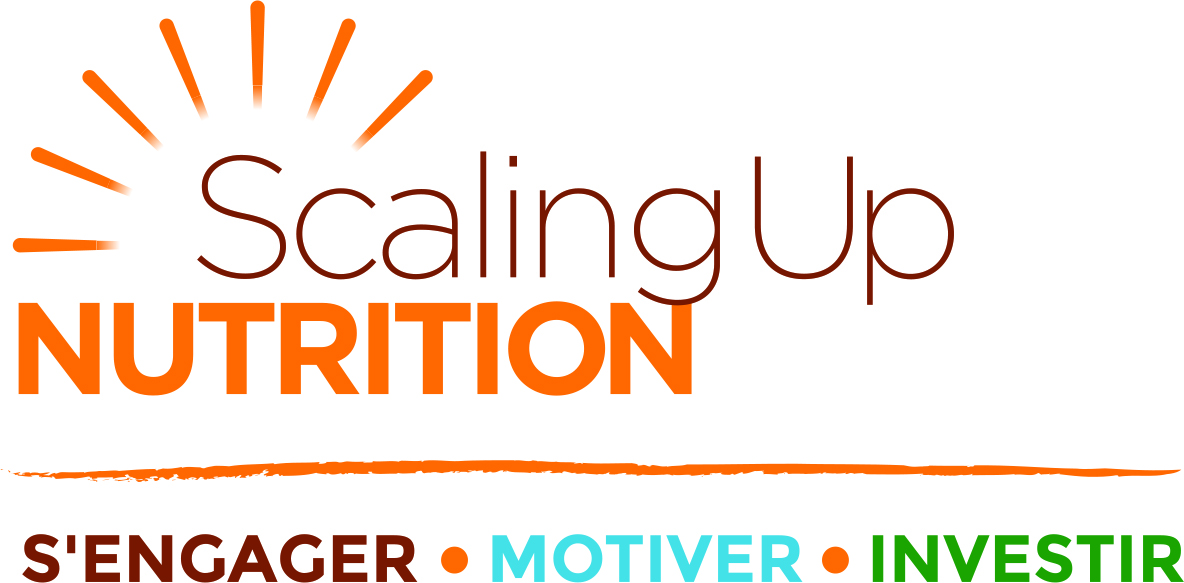 Scaling Up
NUTRITION
S'ENGAGER • MOTIVER • INVESTIR